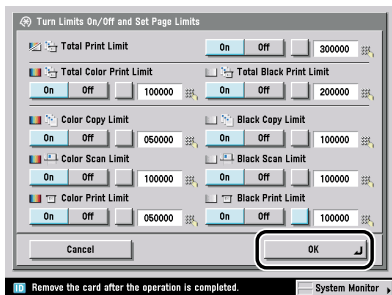 Turn Limits On/Off and Set Page Limits
Total Print Limit On Off 300000
Total Color Print Limit Total Black Print Limit
On Off 100000 On Off 200000
Color Copy Limit Black Copy Limit
On Off 050000 On Off 100000
Color Scan Limit Black Scan Limit
On Off 100000 On Off 100000
Color Print Limit Black Print Limit
On Off 050000 On Off 100000
Cancel OK
ID Remove the card after the operation is completed. System Monitor